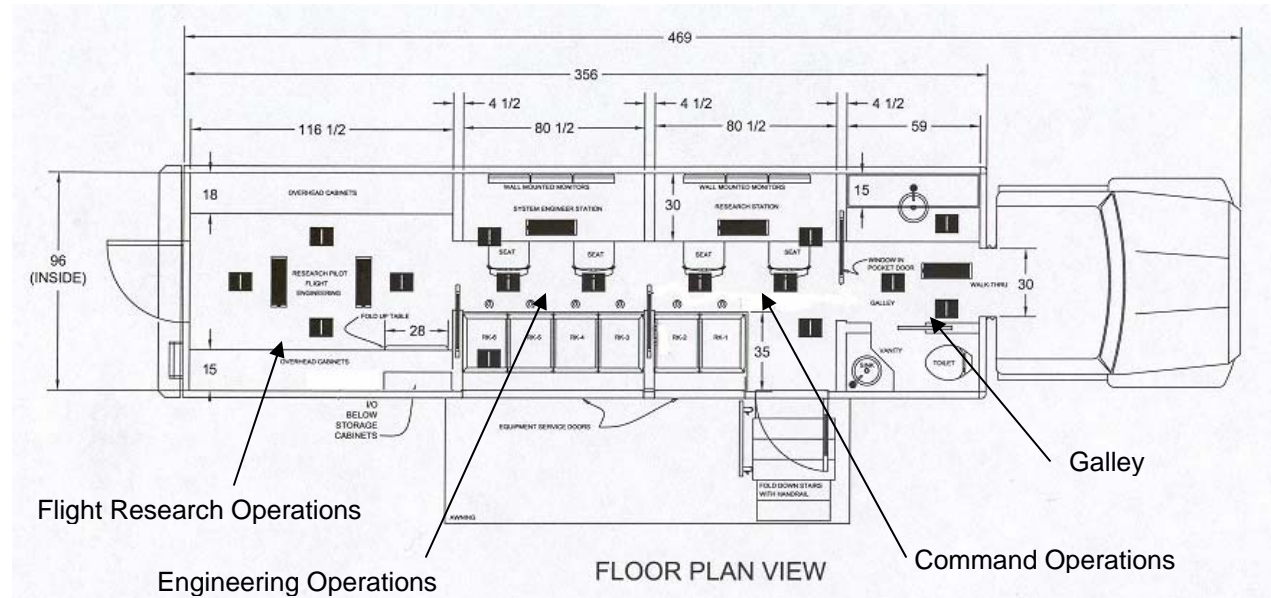 469
356
4 1/2
4 1/2
4 1/2
116 1/2
80 1/2
80 1/2
59
18
OVERHEAD CABINETS
WALL MOUNTED MONITORS
WALL MOUNTED MONITORS
15
SYSTEM ENGINEER STATION
30
RESEARCH STATION
SEAT
SEAT
SEAT
SEAT
96
(INSIDE)
RESEARCH PILOT
FLIGHT
ENGINEERING
WINDOW IN
POCKET DOOR
WALK-THRU
30
GALLEY
FOLD UP TABLE
28
RK-6
RK-5
RK-4
RK-3
RK-2
RK-1
35
VANITY
SINK
TOILET
15
OVERHEAD CABINETS
I/O
BELOW
STORAGE
CABINETS
EQUIPMENT SERVICE DOORS
FOLD DOWN STAIRS
WITH HANDRAIL
AWNING
Galley
Flight Research Operations
Engineering Operations
FLOOR PLAN VIEW
Command Operations